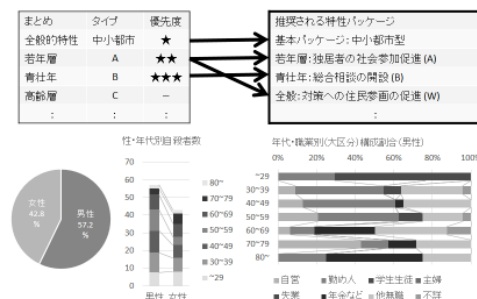 まとめ タイプ 優先度
全般的特性 中小都市 ★
若年層 A ★★
青壮年 B ★★★
高齢層 C −
: : :
推奨される特性パッケージ
基本パッケージ: 中小都市型
若年層: 独居者の社会参加促進 (A)
青壮年: 総合相談の開設 (B)
全般: 対策への住民参画の促進 (W)
: :
女性
42.8
%
男性
57.2
%
性・年代別自殺者数
70
60
50
40
30
20
10
0
男性 女性
80~
70~79
60~69
50~59
40~49
30~39
~29
年代・職業別(大区分)構成割合 (男性)
0% 20% 40% 60% 80% 100%
~29
30~39
40~49
50~59
60~69
70~79
80~
自営 勤め人 学生生徒 主婦
失業 年金など 他無職 不詳